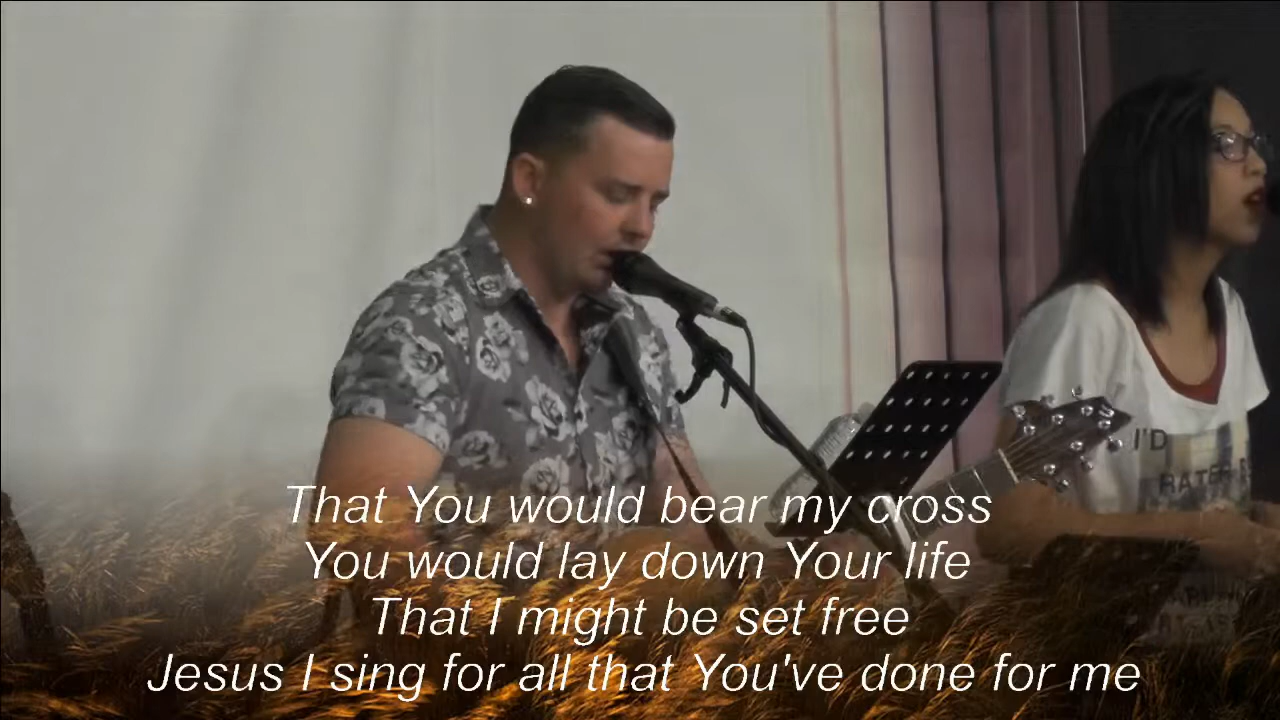 That You would bear my cross
You would lay down Your life
That I might be set free
Jesus I sing for all that You've done for me
I'D
RATHER